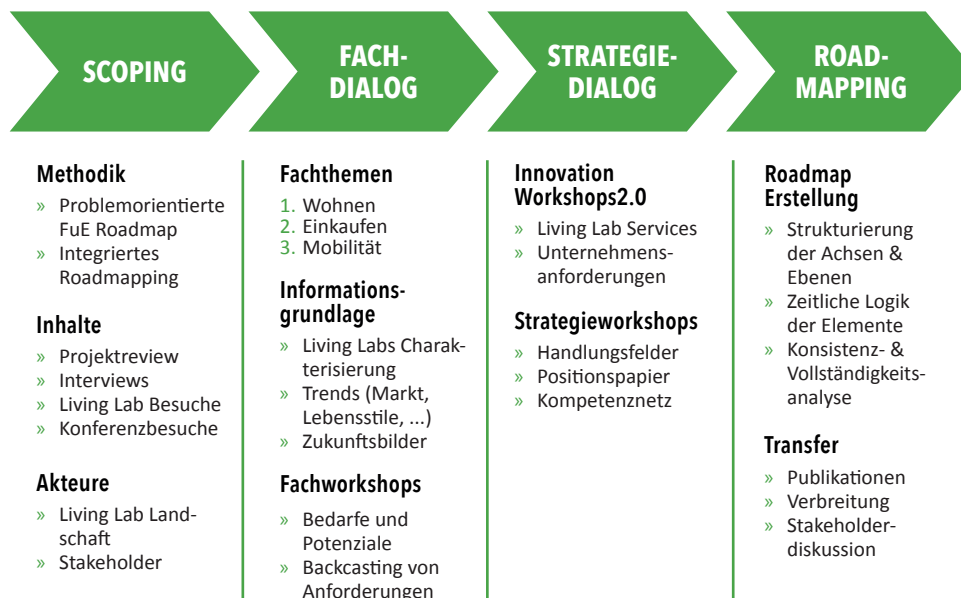 SCOPING
FACH-
DIALOG
STRATEGIE-
DIALOG
ROAD-
MAPPING
Methodik
» Problemorientierte
FuE Roadmap
» Integriertes
Roadmapping
Inhalte
» Projektreview
» Interviews
» Living Lab Besuche
» Konferenzbesuche
Akteure
» Living Lab Land-
schaft
» Stakeholder
Fachthemen
1. Wohnen
2. Einkaufen
3. Mobilität
Informations-
grundlage
» Living Labs Charak-
terisierung
» Trends (Markt,
Lebensstile, ...)
» Zukunftsbilder
Fachworkshops
» Bedarfe und
Potenziale
» Backcasting von
Anforderungen
Innovation
Workshops2.0
» Living Lab Services
» Unternehmens-
anforderungen
Strategieworkshops
» Handlungsfelder
» Positionspapier
» Kompetenznetz
Roadmap
Erstellung
» Strukturierung
der Achsen &
Ebenen
» Zeitliche Logik
der Elemente
» Konsistenz- &
Vollständigkeits-
analyse
Transfer
» Publikationen
» Verbreitung
» Stakeholder-
diskussion